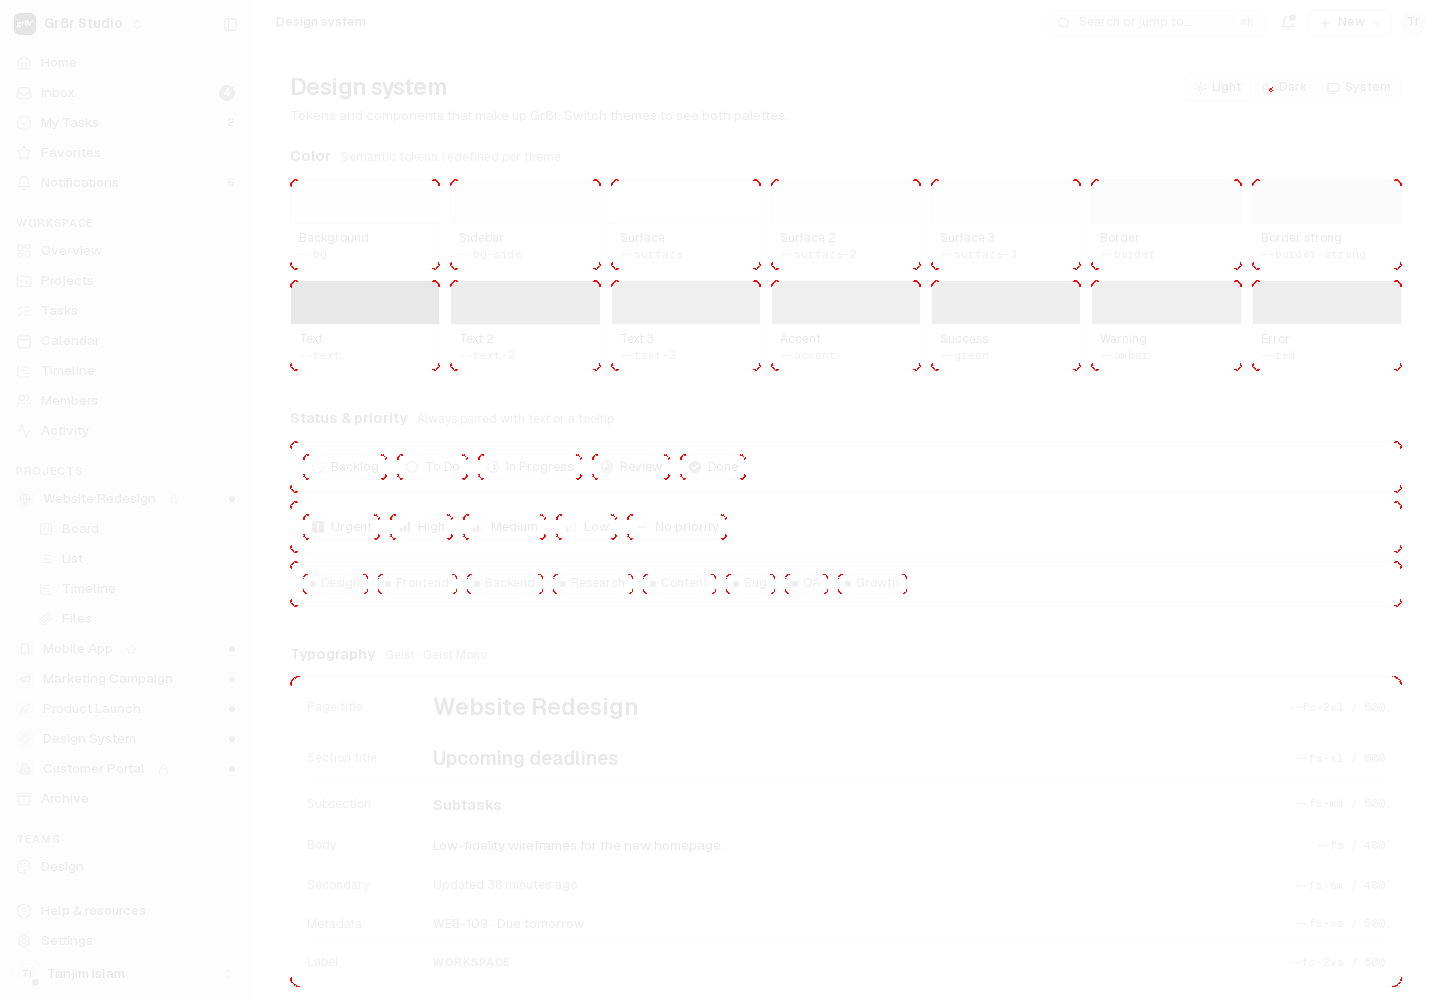 Gr8r Studio
Design system
Search or jump to...
⌘K
New
TI
Home
Inbox
4
My Tasks
2
Favorites
Notifications
6
WORKSPACE
Overview
Projects
Tasks
Calendar
Timeline
Members
Activity
PROJECTS
Website Redesign
Board
List
Timeline
Files
Mobile App
Marketing Campaign
Product Launch
Design System
Customer Portal
Archive
TEAMS
Design
Help & resources
Settings
TI
Tanjim Islam
Design system
Light
Dark
System
Tokens and components that make up Gr8r. Switch themes to see both palettes.
Color Semantic tokens, redefined per theme
Background Sidebar Surface Surface 2 Surface 3 Border Border strong
--bg --bg-side --surface --surface-2 --surface-3 --border --border-strong
Text Text 2 Text 3 Accent Success Warning Error
--text --text-2 --text-3 --accent --green --amber --red
Status & priority Always paired with text or a tooltip
Backlog To Do In Progress Review Done
Urgent High Medium Low No priority
Design Frontend Backend Research Content Bug QA Growth
Typography Geist · Geist Mono
Page title Website Redesign --fs-2xl / 600
Section title Upcoming deadlines --fs-xl / 600
Subsection Subtasks --fs-md / 600
Body Low-fidelity wireframes for the new homepage. --fs / 400
Secondary Updated 38 minutes ago --fs-sm / 400
Metadata WEB-109 · Due tomorrow --fs-xs / 500
Label WORKSPACE --fs-2xs / 600